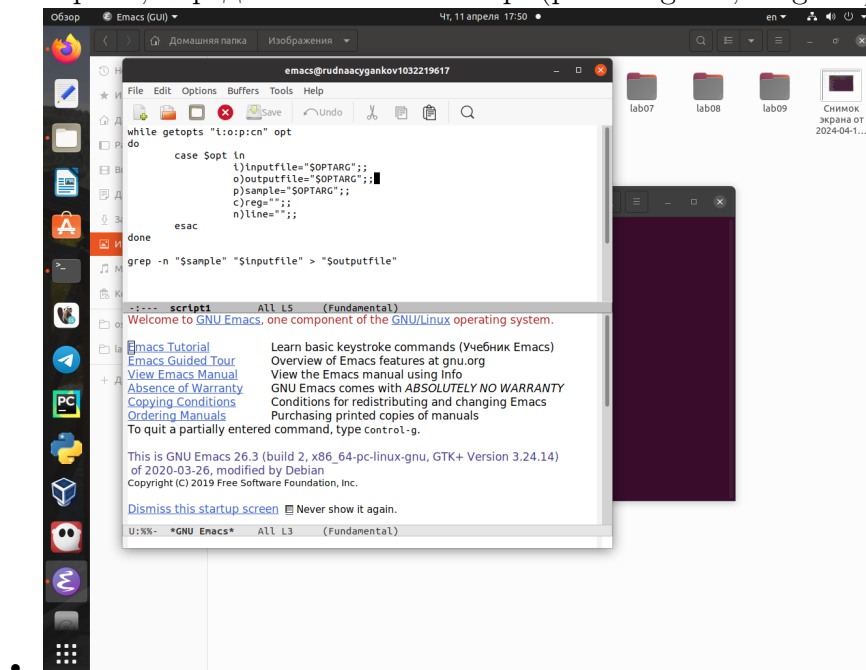 Обзор Emacs (GUI) Чт, 11 апреля 17:50 en
Домашняя папка Изображения
emacs@rudnaacygankov1032219617
File Edit Options Buffers Tools Help
Save Undo
while getopts "i:o:p:cn" opt
do
case $opt in
i)inputfile="$OPTARG";;
o)outputfile="$OPTARG";;
p)sample="$OPTARG";;
c)reg="";;
n)line="";;
esac
done
grep -n "$sample" "$inputfile" > "$outputfile"
-:--- script1 All L5 (Fundamental)
Welcome to GNU Emacs, one component of the GNU/Linux operating system.
Emacs Tutorial Learn basic keystroke commands (Учебник Emacs)
Emacs Guided Tour Overview of Emacs features at gnu.org
View Emacs Manual View the Emacs manual using Info
Absence of Warranty GNU Emacs comes with ABSOLUTELY NO WARRANTY
Copying Conditions Conditions for redistributing and changing Emacs
Ordering Manuals Purchasing printed copies of manuals
To quit a partially entered command, type Control-g.
This is GNU Emacs 26.3 (build 2, x86_64-pc-linux-gnu, GTK+ Version 3.24.14)
of 2020-03-26, modified by Debian
Copyright (C) 2019 Free Software Foundation, Inc.
Dismiss this startup screen Never show it again.
U:%%- *GNU Emacs* All L3 (Fundamental)
lab07 lab08 lab09 Снимок
экрана от
2024-04-1...
PC